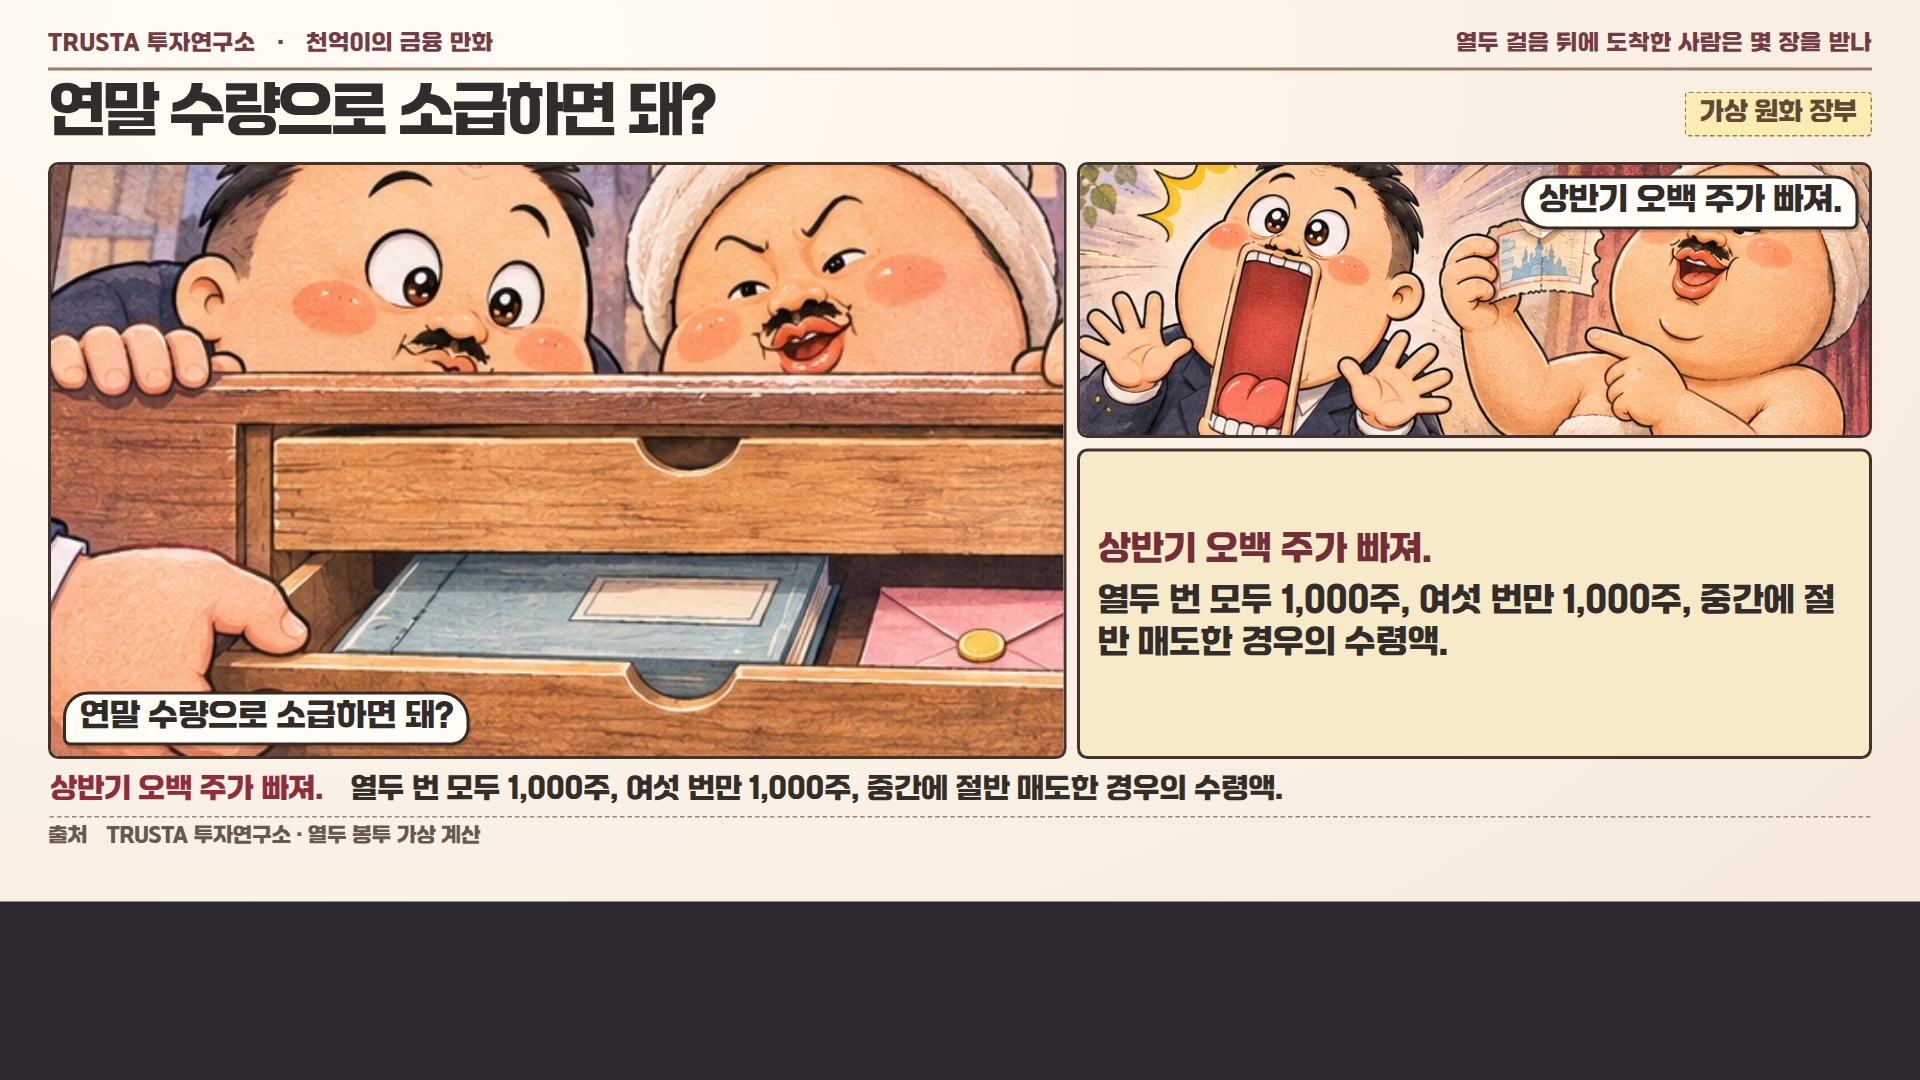 TRUSTA 투자연구소 · 천억이의 금융 만화
열두 걸음 뒤에 도착한 사람은 몇 장을 받나
연말 수량으로 소급하면 돼?
가상 원화 장부
상반기 오백 주가 빠져.
연말 수량으로 소급하면 돼?
상반기 오백 주가 빠져.
열두 번 모두 1,000주, 여섯 번만 1,000주, 중간에 절
반 매도한 경우의 수령액.
상반기 오백 주가 빠져. 열두 번 모두 1,000주, 여섯 번만 1,000주, 중간에 절반 매도한 경우의 수령액.
출처 TRUSTA 투자연구소 · 열두 봉투 가상 계산